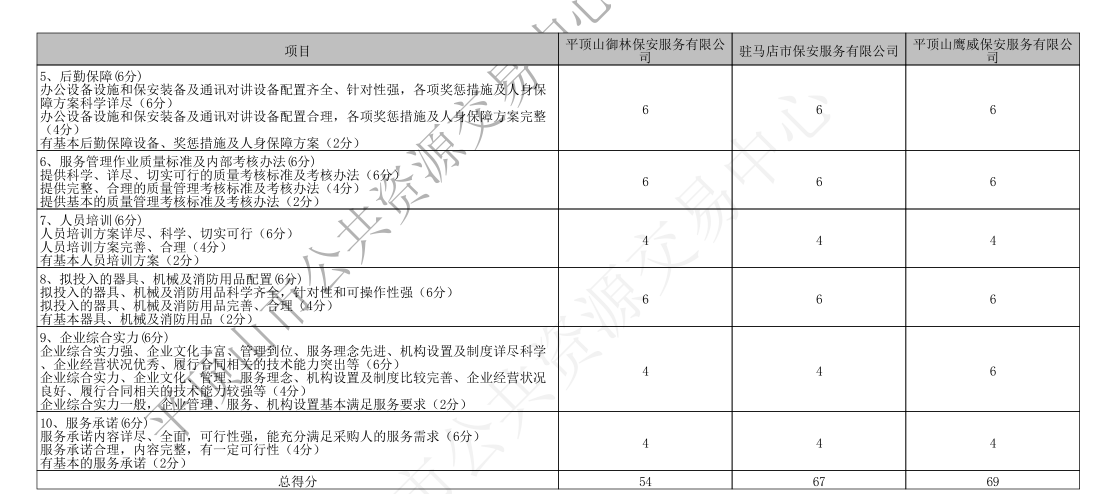 项目
平顶山御林保安服务有限公
司
驻马店市保安服务有限公司
平顶山鹰威保安服务有限公
司
5、后勤保障(6分)
办公设备设施和保安装备及通讯对讲设备配置齐全、针对性强，各项奖惩措施及人身保
障方案科学详尽（6分）
办公设备设施和保安装备及通讯对讲设备配置合理，各项奖惩措施及人身保障方案完整
（4分）
有基本后勤保障设备、奖惩措施及人身保障方案（2分）
6
6
6
6、服务管理作业质量标准及内部考核办法(6分)
提供科学、详尽、切实可行的质量考核标准及考核办法（6分）
提供完整、合理的质量管理考核标准及考核办法（4分）
提供基本的质量管理考核标准及考核办法（2分）
6
6
6
7、人员培训(6分)
人员培训方案详尽、科学、切实可行（6分）
人员培训方案完善、合理（4分）
有基本人员培训方案（2分）
4
4
4
8、拟投入的器具、机械及消防用品配置(6分)
拟投入的器具、机械及消防用品科学齐全，针对性和可操作性强（6分）
拟投入的器具、机械及消防用品完善、合理（4分）
有基本器具、机械及消防用品（2分）
6
6
6
9、企业综合实力(6分)
企业综合实力强、企业文化丰富、管理到位、服务理念先进、机构设置及制度详尽科学
、企业经营状况优秀、履行合同相关的技术能力突出等（6分）
企业综合实力、企业文化、管理、服务理念、机构设置及制度比较完善、企业经营状况
良好、履行合同相关的技术能力较强等（4分）
企业综合实力一般，企业管理、服务、机构设置基本满足服务要求（2分）
4
4
6
10、服务承诺(6分)
服务承诺内容详尽、全面，可行性强，能充分满足采购人的服务需求（6分）
服务承诺合理，内容完整，有一定可行性（4分）
有基本的服务承诺（2分）
4
4
4
总得分
54
67
69
平顶山市公共资源交易中心
市公共资源交易中心